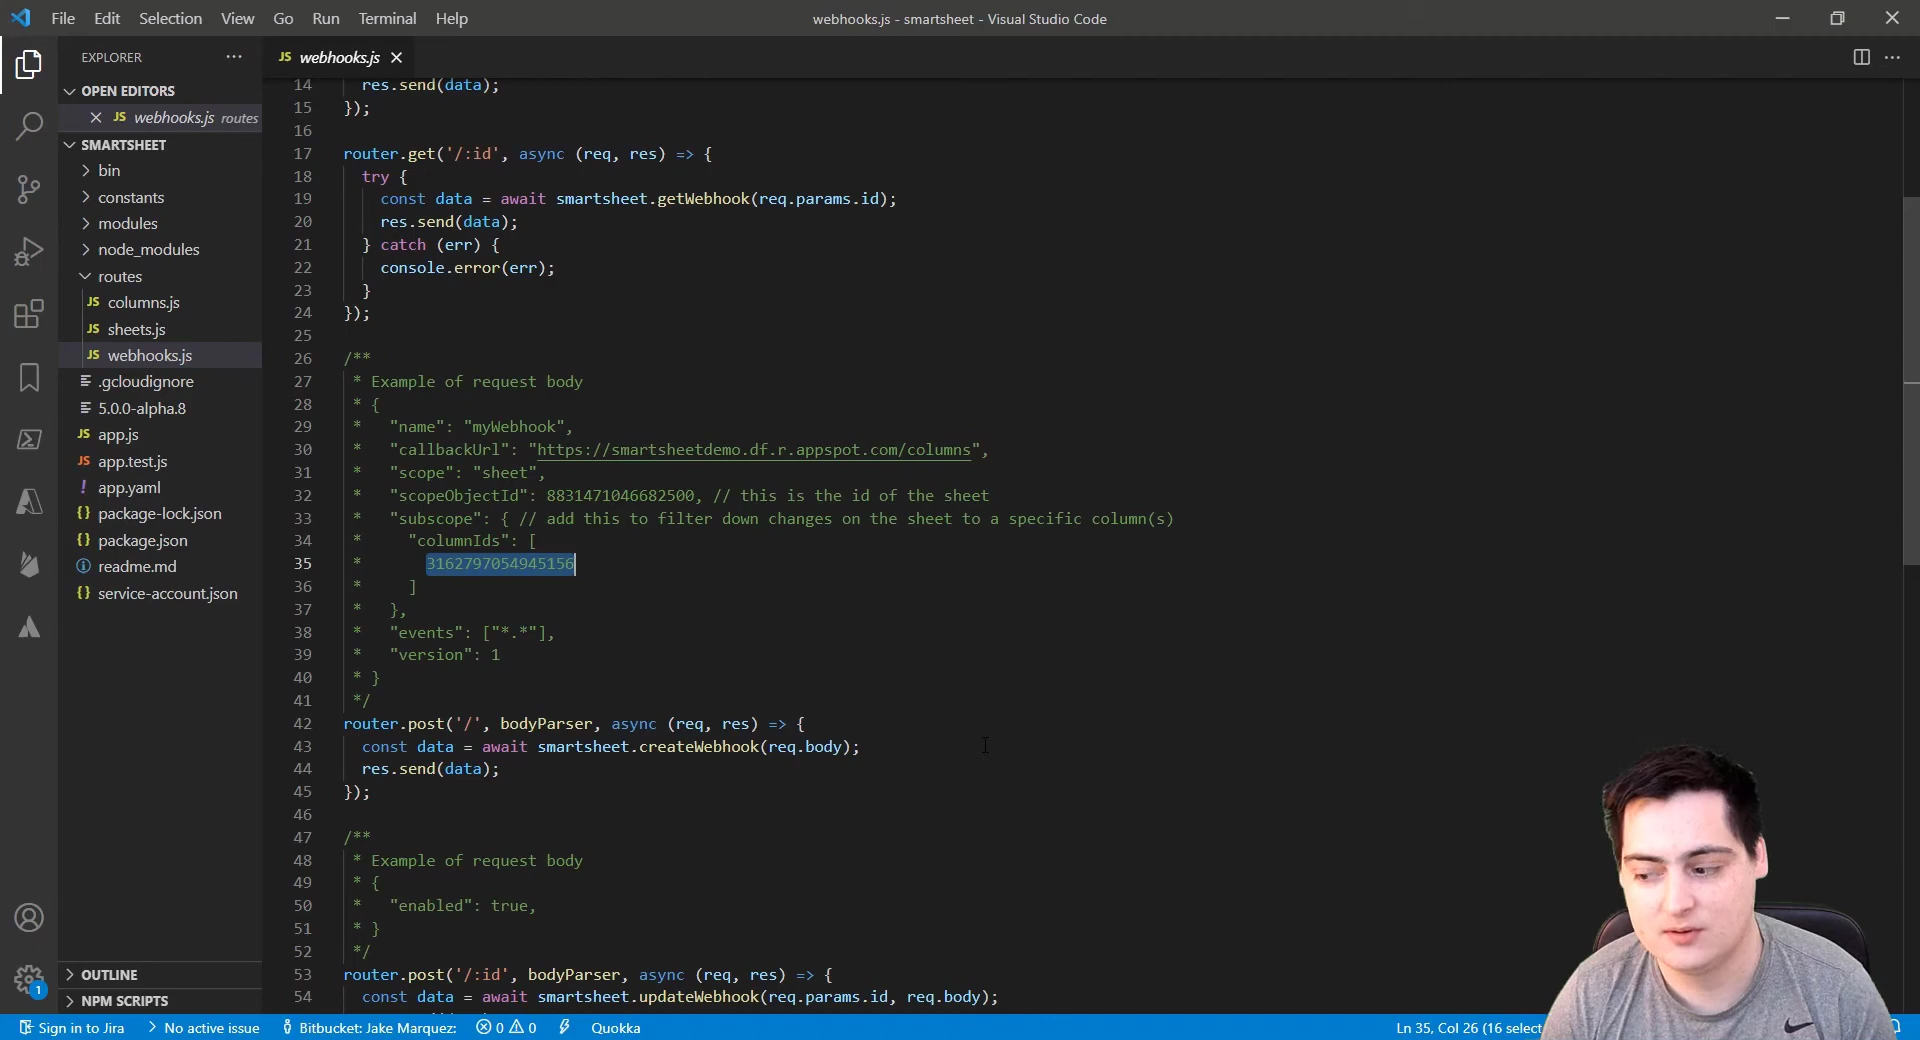 File Edit Selection View Go Run Terminal Help
webhooks.js - smartsheet - Visual Studio Code
EXPLORER
JS webhooks.js
OPEN EDITORS
JS webhooks.js routes
SMARTSHEET
bin
constants
modules
node_modules
routes
JS columns.js
JS sheets.js
JS webhooks.js
.gcloudignore
5.0.0-alpha.8
JS app.js
JS app.test.js
! app.yaml
{} package-lock.json
{} package.json
readme.md
{} service-account.json
OUTLINE
NPM SCRIPTS
1
14 res.send(data);
15 });
16
17 router.get('/:id', async (req, res) => {
18 try {
19 const data = await smartsheet.getWebhook(req.params.id);
20 res.send(data);
21 } catch (err) {
22 console.error(err);
23 }
24 });
25
26 /**
27 * Example of request body
28 * {
29 * "name": "myWebhook",
30 * "callbackUrl": "https://smartsheetdemo.df.r.appspot.com/columns",
31 * "scope": "sheet",
32 * "scopeObjectId": 8831471046682500, // this is the id of the sheet
33 * "subscope": { // add this to filter down changes on the sheet to a specific column(s)
34 * "columnIds": [
35 * 3162797054945156
36 * ]
37 * },
38 * "events": ["*.*"],
39 * "version": 1
40 * }
41 */
42 router.post('/', bodyParser, async (req, res) => {
43 const data = await smartsheet.createWebhook(req.body);
44 res.send(data);
45 });
46
47 /**
48 * Example of request body
49 * {
50 * "enabled": true,
51 * }
52 */
53 router.post('/:id', bodyParser, async (req, res) => {
54 const data = await smartsheet.updateWebhook(req.params.id, req.body);
Sign in to Jira No active issue Bitbucket: Jake Marquez: 0 0 Quokka Ln 35, Col 26 (16 select